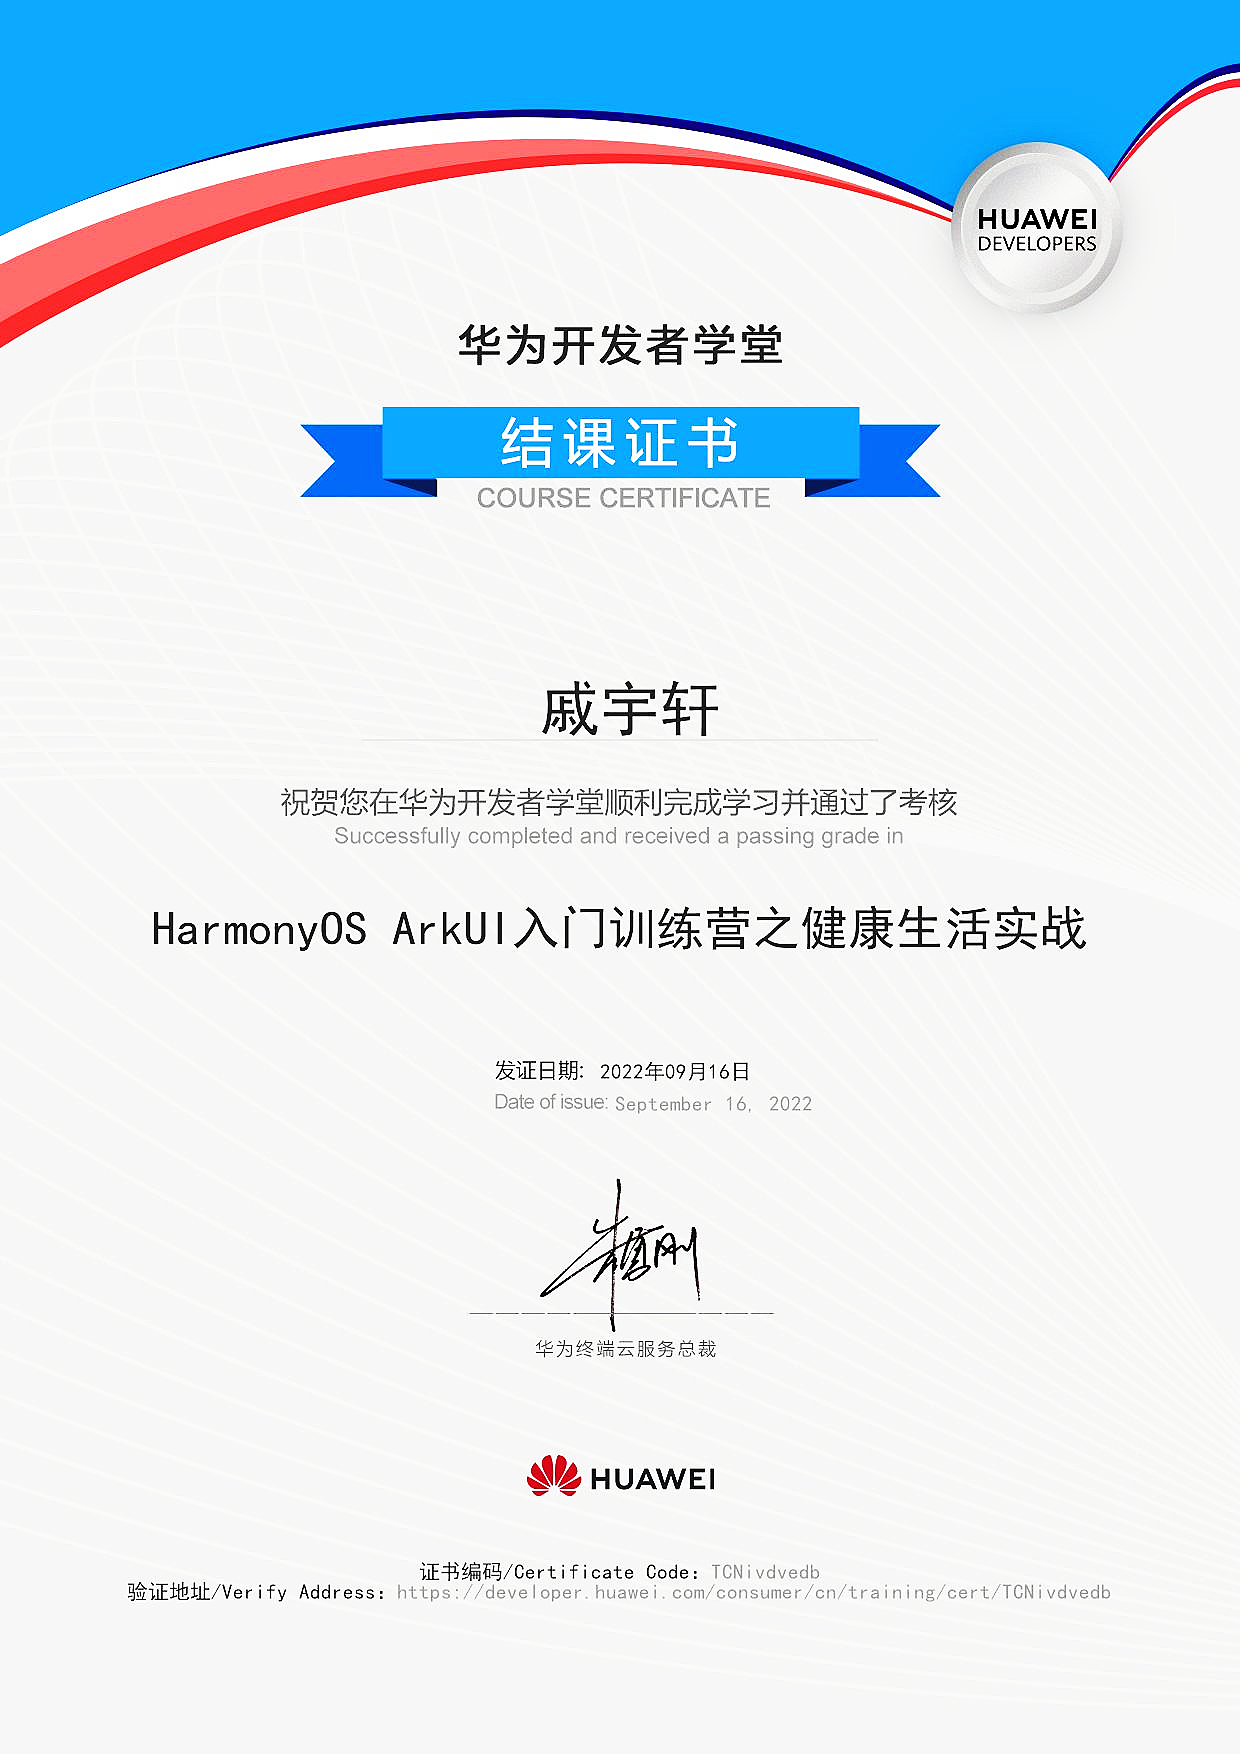 HUAWEI
DEVELOPERS
华为开发者学堂
结课证书
COURSE CERTIFICATE
戚宇轩
祝贺您在华为开发者学堂顺利完成学习并通过了考核
Successfully completed and received a passing grade in
HarmonyOS ArkUI入门训练营之健康生活实战
发证日期: 2022年09月16日
Date of issue: September 16, 2022
华为终端云服务总裁
HUAWEI
证书编码/Certificate Code: TCNivdvedb
验证地址/Verify Address: https://developer.huawei.com/consumer/cn/training/cert/TCNivdvedb